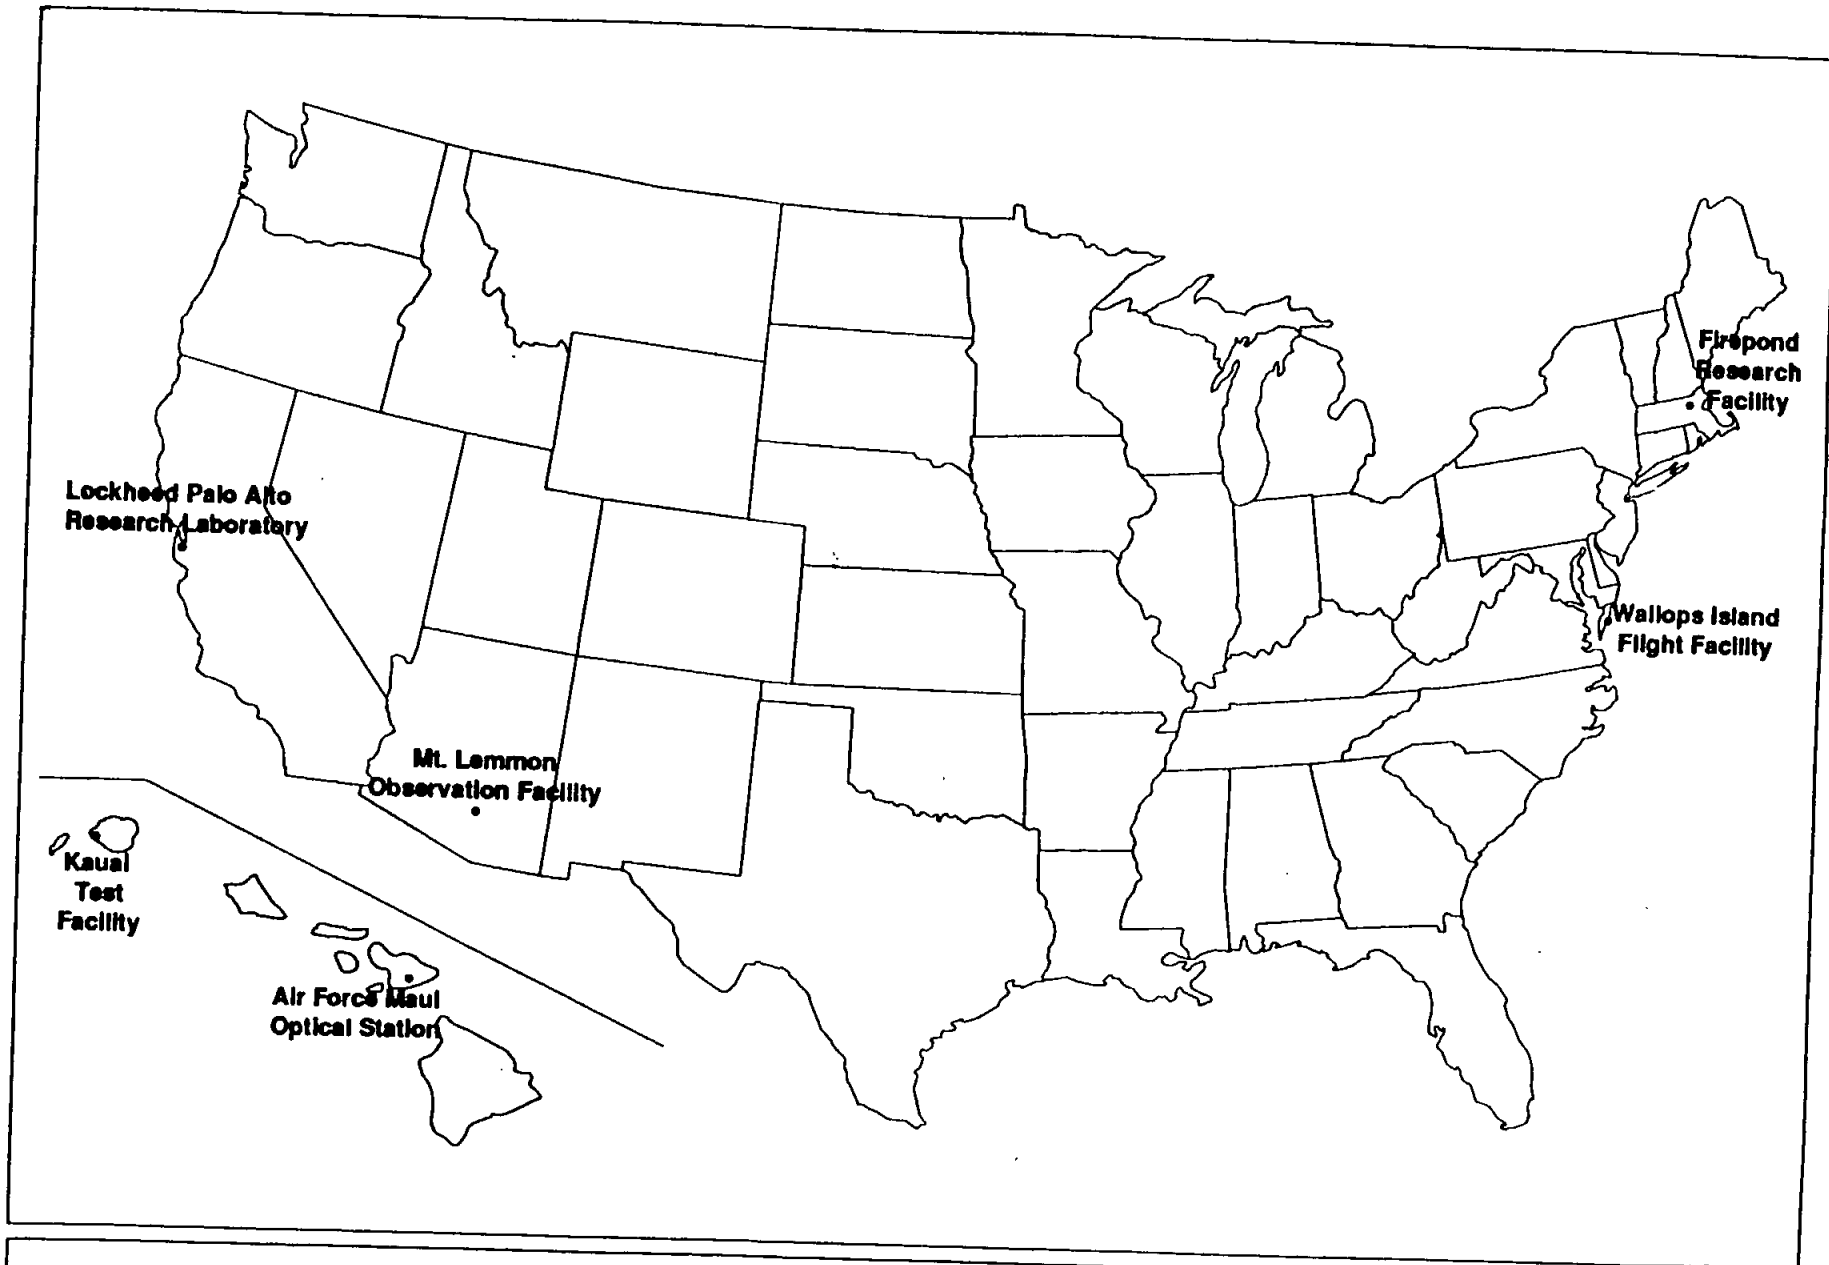 Firepond
Research
Facility
Lockheed Palo Alto
Research Laboratory
Wallops Island
Flight Facility
Mt. Lemmon
Observation Facility
Kauai
Test
Facility
Air Force Maui
Optical Station